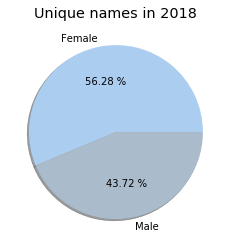 Unique names in 2018
Female
56.28 %
43.72 %
Male